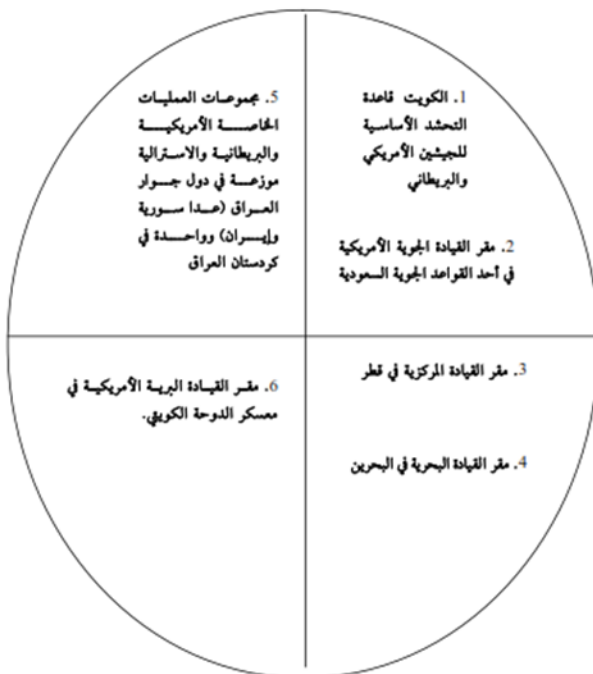 1. الكويت قاعدة
التحشد الأساسية
للجيشين الأمريكي
والبريطاني
2. مقر القيادة الجوية الأمريكية
في أحد القواعد الجوية السعودية
3. مقر القيادة المركزية في قطر
4. مقر القيادة البحرية في البحرين
5. مجموعات العمليات
الخاصة الأمريكية
والبريطانية والاسترالية
موزعة في دول جوار
العراق (عدا سورية
وإيران) وواحدة في
كردستان العراق
6. مقر القيادة البرية الأمريكية في
معسكر الدوحة الكويتي.